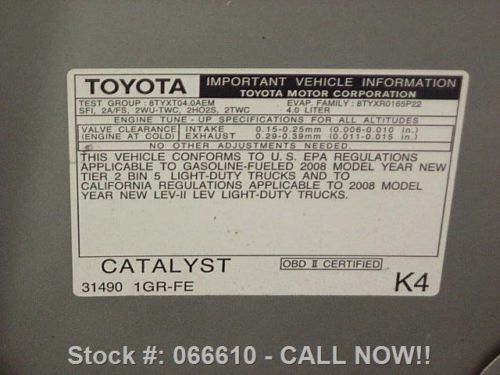 TOYOTA
IMPORTANT VEHICLE INFORMATION
TOYOTA MOTOR CORPORATION
TEST GROUP : 8TYXT04.0AEM EVAP. FAMILY : 8TYXR0165P22
SFI, 2A/FS, 2WU-TWC, 2HO2S, 2TWC 4.0 LITER
ENGINE TUNE - UP SPECIFICATIONS FOR ALL ALTITUDES
VALVE CLEARANCE INTAKE 0.15-0.25mm (0.006-0.010 in.)
(ENGINE AT COLD) EXHAUST 0.29-0.39mm (0.011-0.015 in.)
NO OTHER ADJUSTMENTS NEEDED.
THIS VEHICLE CONFORMS TO U.S. EPA REGULATIONS
APPLICABLE TO GASOLINE-FUELED 2008 MODEL YEAR NEW
TIER 2 BIN 5 LIGHT-DUTY TRUCKS AND TO
CALIFORNIA REGULATIONS APPLICABLE TO 2008 MODEL
YEAR NEW LEV-II LEV LIGHT-DUTY TRUCKS.
CATALYST
OBD II CERTIFIED
31490 1GR-FE
K4
Stock #: 066610 - CALL NOW!!